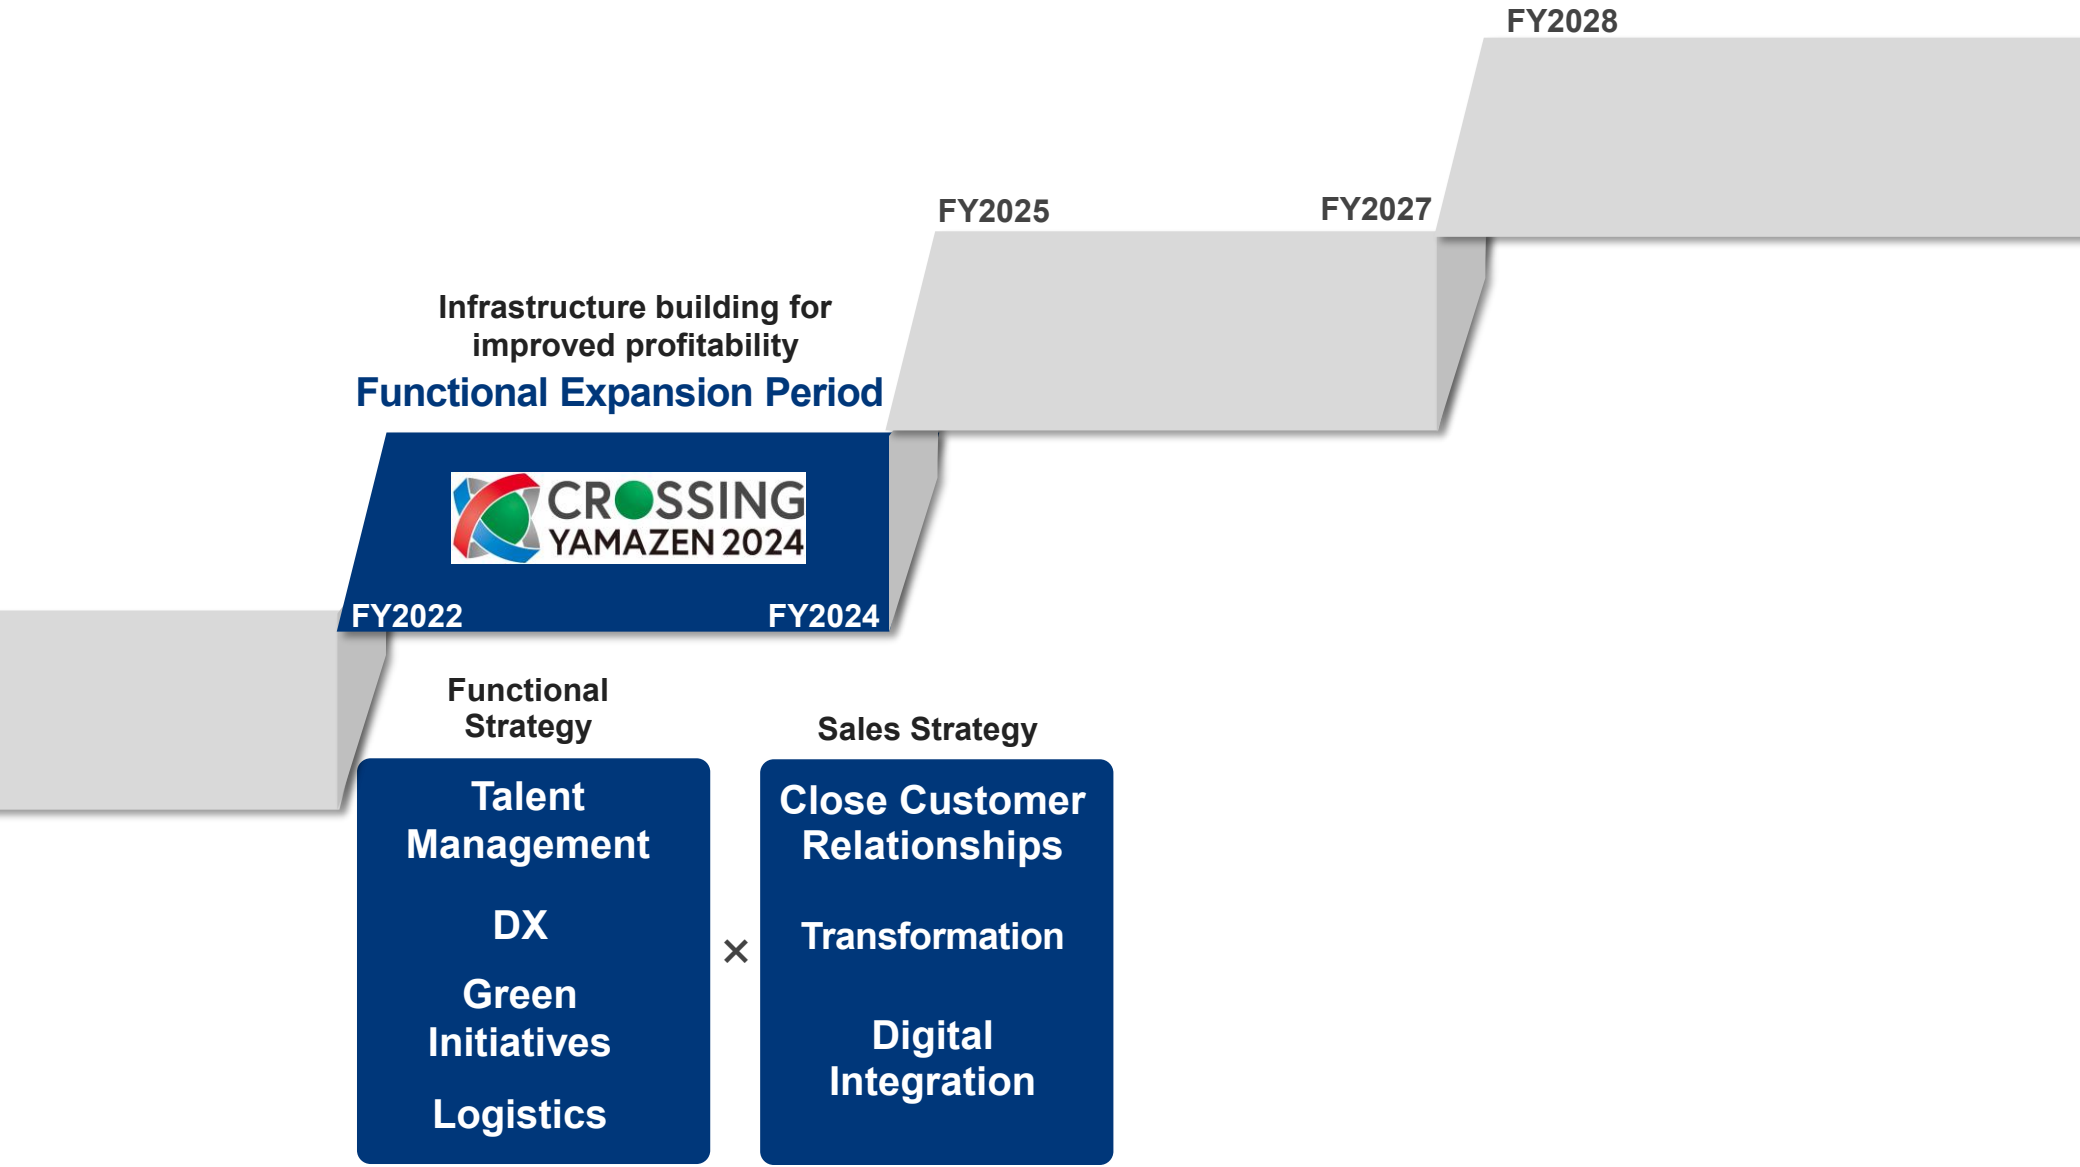 FY2028
FY2025
FY2027
Infrastructure building for
improved profitability
Functional Expansion Period
CROSSING
YAMAZEN 2024
FY2022
FY2024
Functional
Strategy
Talent
Management
DX
Green
Initiatives
Logistics
×
Sales Strategy
Close Customer
Relationships
Transformation
Digital
Integration